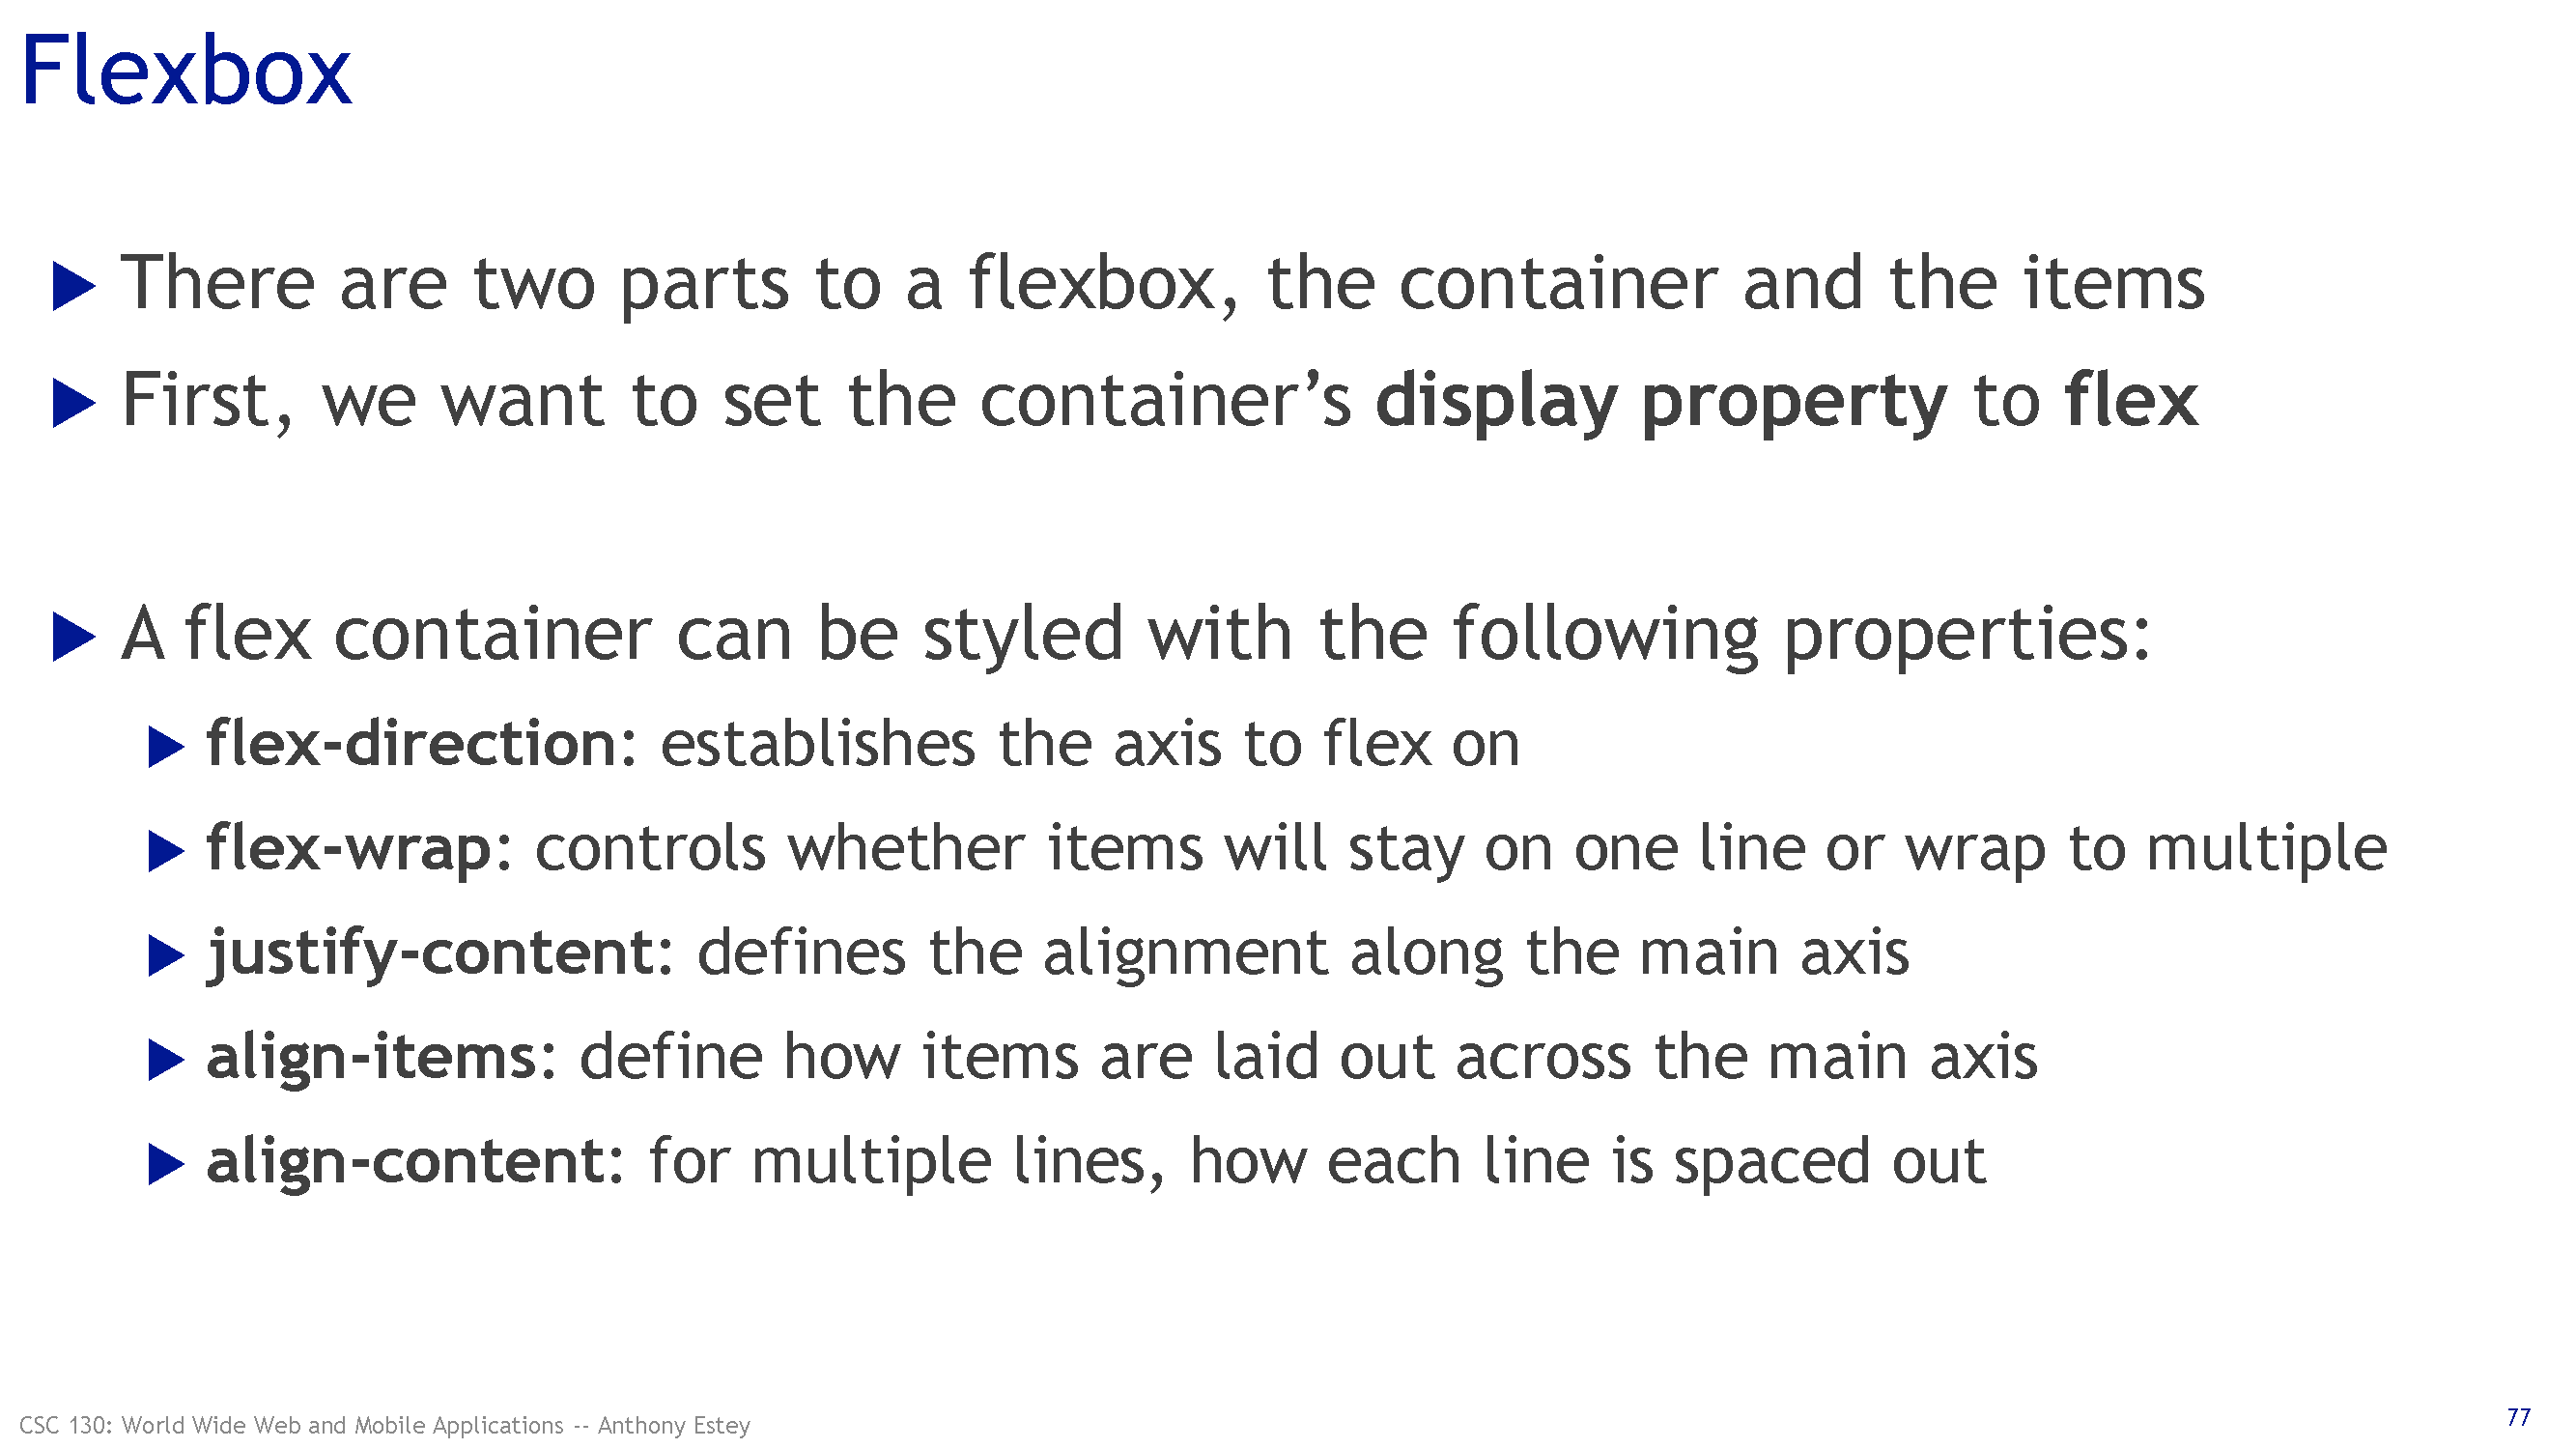 Flexbox
There are two parts to a flexbox, the container and the items
First, we want to set the container’s display property to flex
A flex container can be styled with the following properties:
flex-direction: establishes the axis to flex on
flex-wrap: controls whether items will stay on one line or wrap to multiple
justify-content: defines the alignment along the main axis
align-items: define how items are laid out across the main axis
align-content: for multiple lines, how each line is spaced out
CSC 130: World Wide Web and Mobile Applications -- Anthony Estey
77